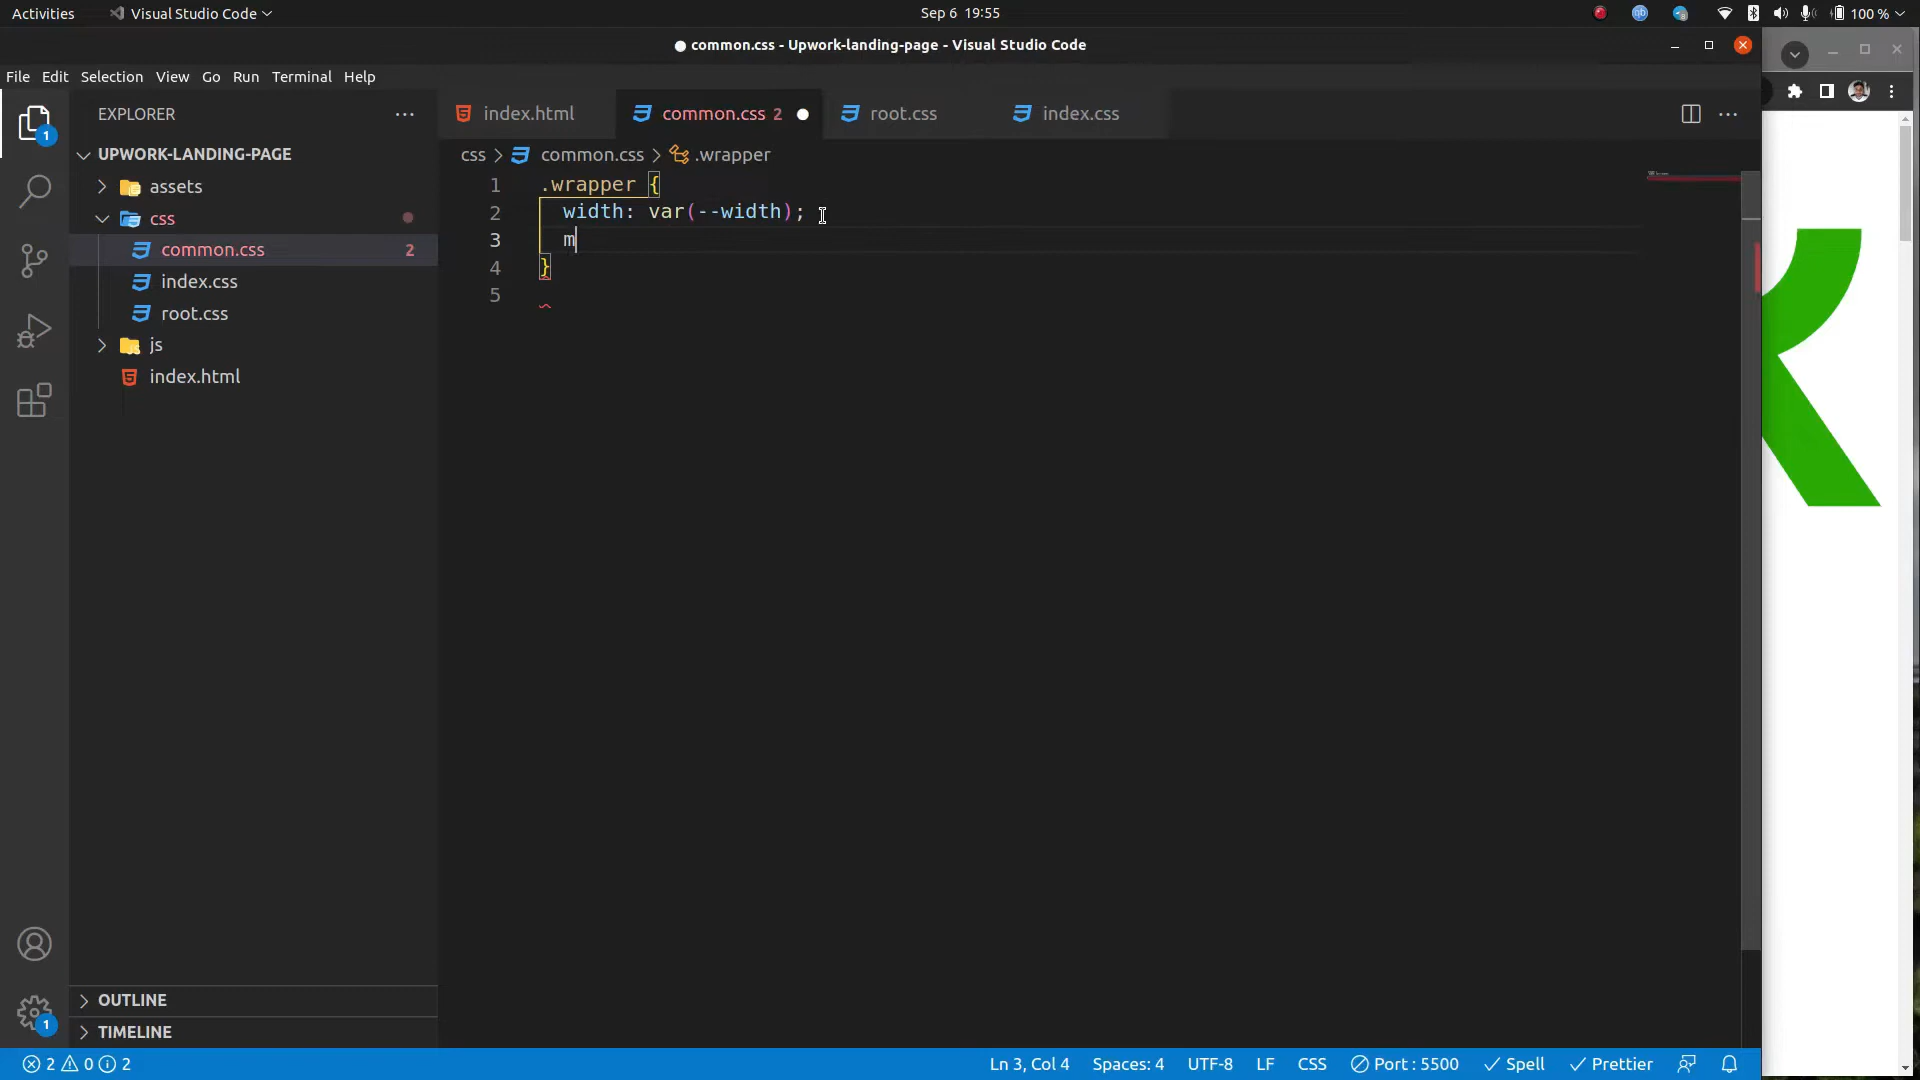 Activities
Visual Studio Code
Sep 6 19:55
100 %
common.css - Upwork-landing-page - Visual Studio Code
File Edit Selection View Go Run Terminal Help
EXPLORER
index.html
common.css 2
root.css
index.css
UPWORK-LANDING-PAGE
css > common.css > .wrapper
assets
css
common.css 2
index.css
root.css
js
index.html
1 .wrapper {
2 width: var(--width);
3 m
4 }
5
1
OUTLINE
1
TIMELINE
2 0 2
Ln 3, Col 4
Spaces: 4
UTF-8
LF
CSS
Port : 5500
Spell
Prettier